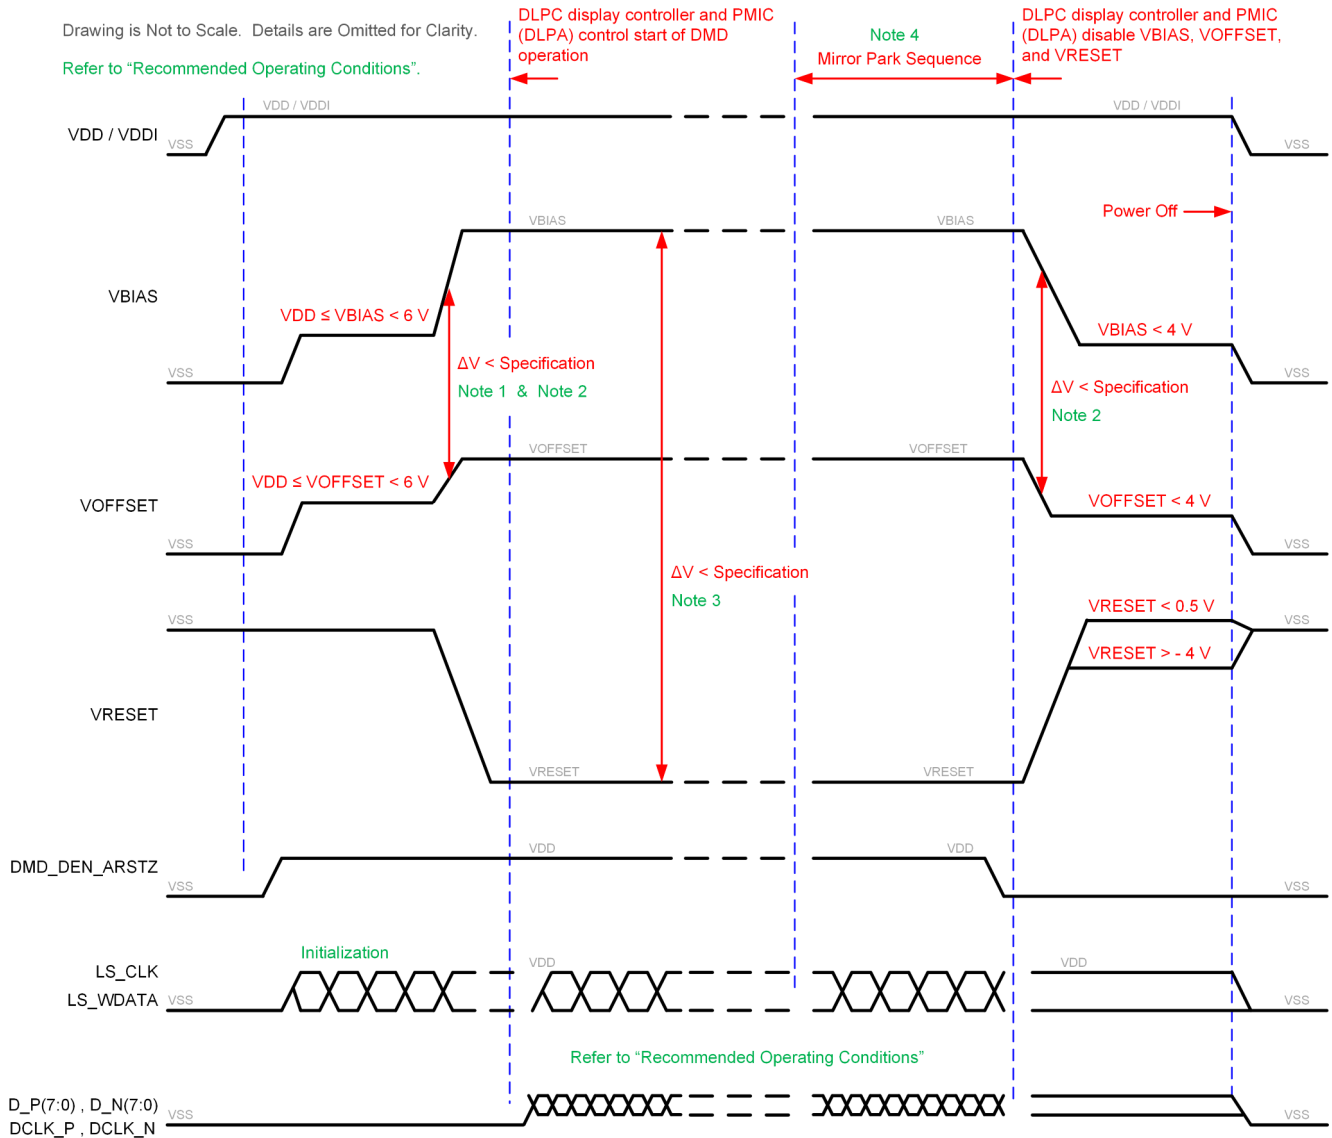 Drawing is Not to Scale.  Details are Omitted for Clarity.
Refer to “Recommended Operating Conditions”.
DLPC display controller and PMIC
(DLPA) control start of DMD
operation
Note 4
Mirror Park Sequence
DLPC display controller and PMIC
(DLPA) disable VBIAS, VOFFSET,
and VRESET
VDD / VDDI
VSS
VDD / VDDI
VDD / VDDI
VSS
Power Off
VBIAS
VSS
VDD ≤ VBIAS < 6 V
VBIAS
VBIAS
VBIAS < 4 V
VSS
ΔV < Specification
Note 1  &  Note 2
ΔV < Specification
Note 2
VOFFSET
VSS
VDD ≤ VOFFSET < 6 V
VOFFSET
VOFFSET
VOFFSET < 4 V
VSS
ΔV < Specification
Note 3
VRESET
VSS
VRESET
VRESET
VRESET < 0.5 V
VRESET > - 4 V
VSS
DMD_DEN_ARSTZ
VSS
VDD
VDD
VSS
Initialization
LS_CLK
LS_WDATA
VSS
VDD
VDD
VSS
Refer to “Recommended Operating Conditions”
D_P(7:0) , D_N(7:0)
DCLK_P , DCLK_N
VSS
VSS